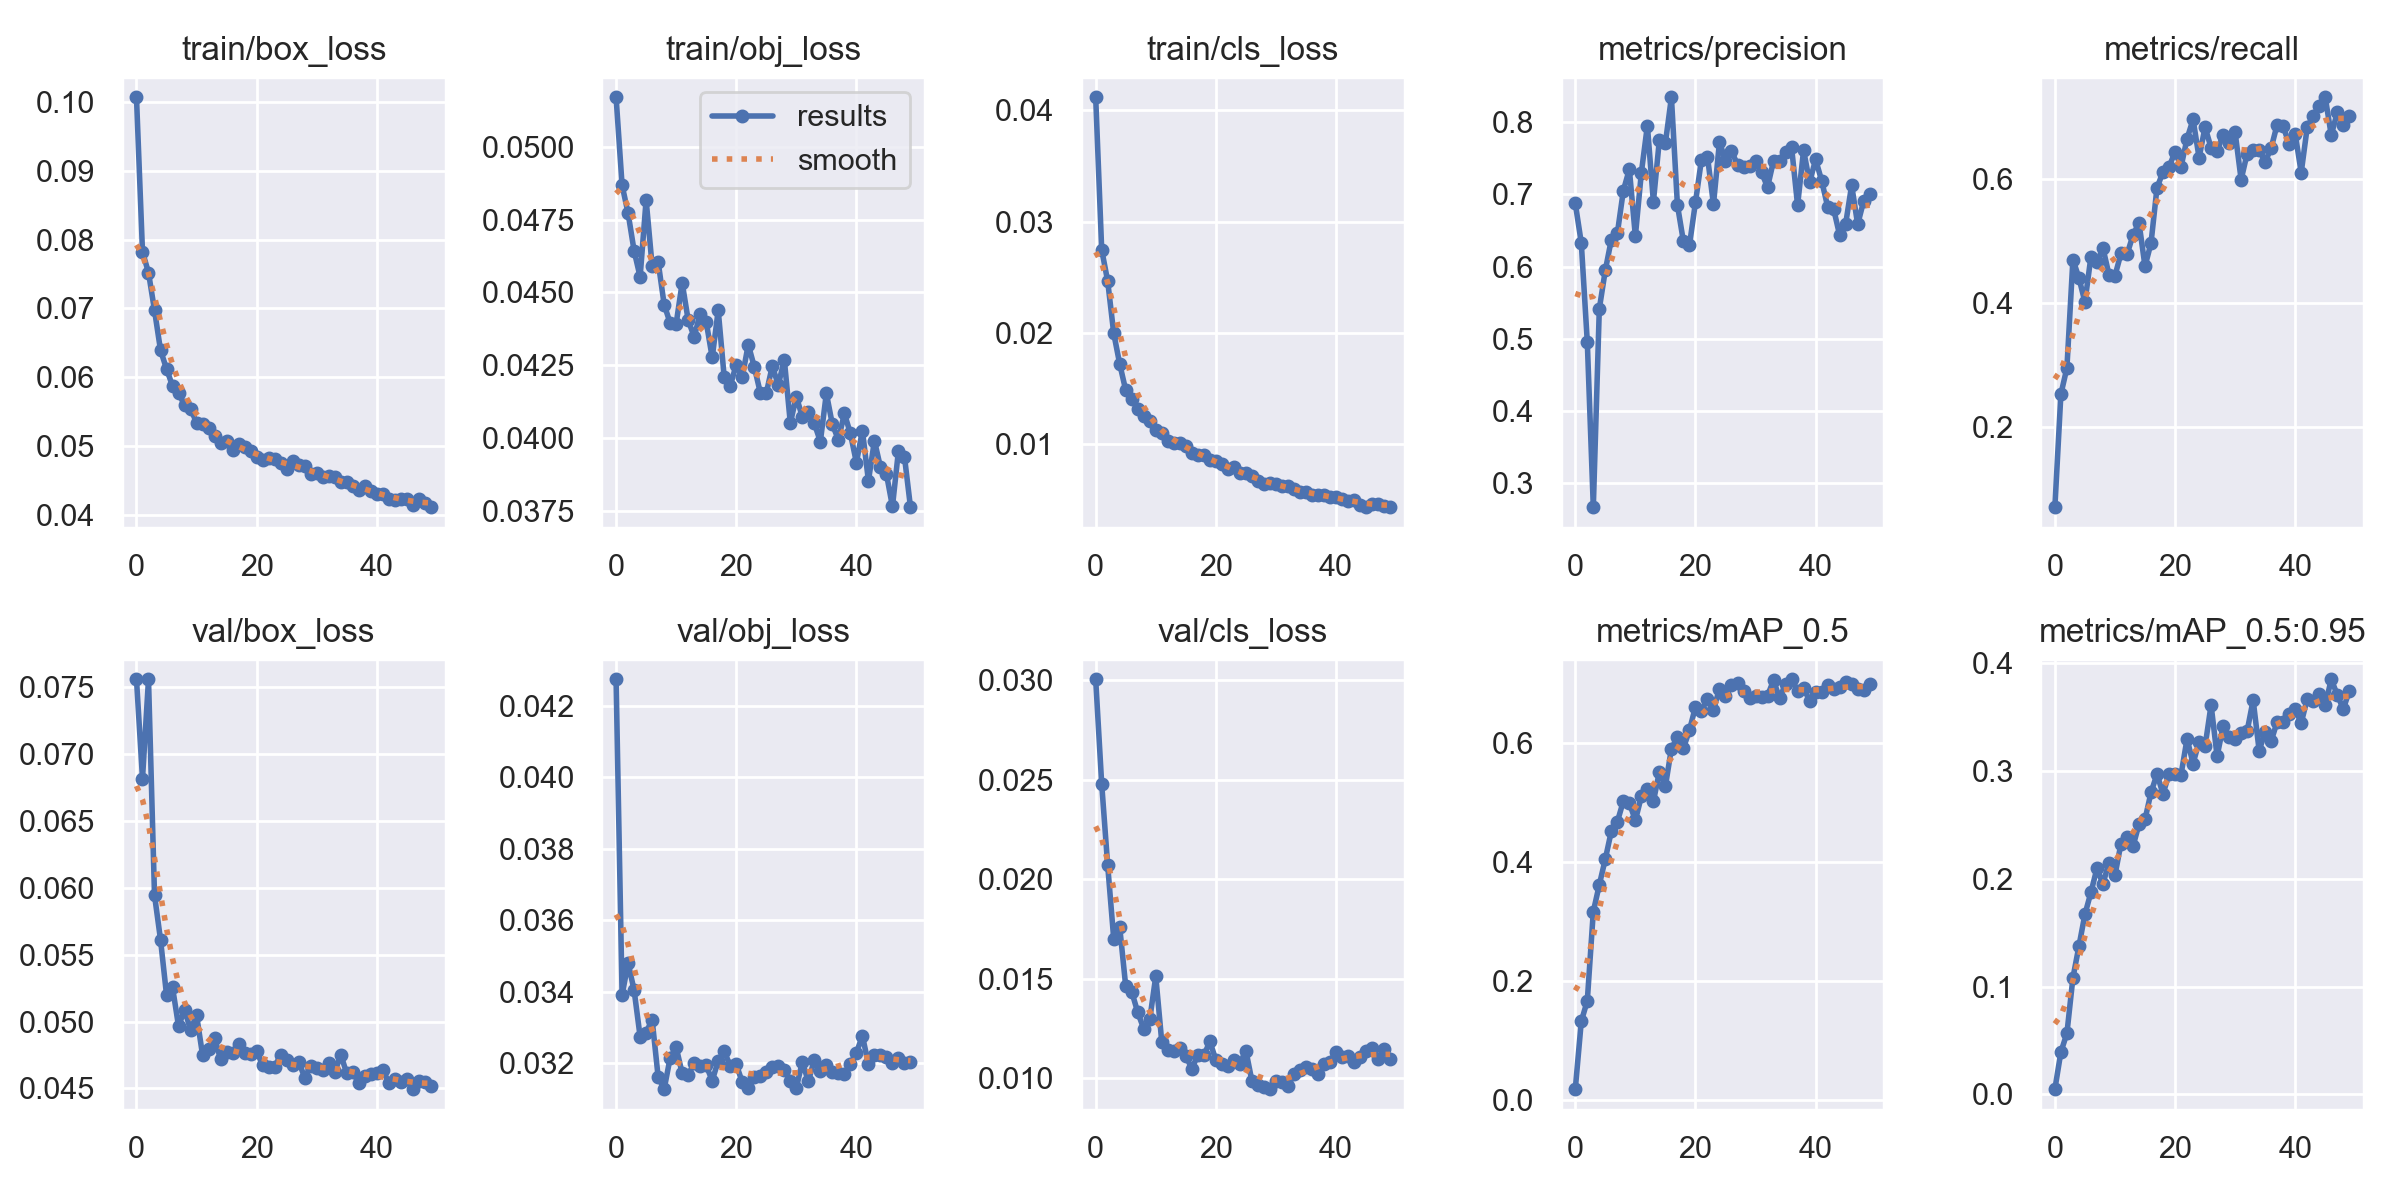 train/box_loss
0.10
0.09
0.08
0.07
0.06
0.05
0.04
0 20 40
train/obj_loss
results
smooth
0.0500
0.0475
0.0450
0.0425
0.0400
0.0375
0 20 40
train/cls_loss
0.04
0.03
0.02
0.01
0 20 40
metrics/precision
0.8
0.7
0.6
0.5
0.4
0.3
0 20 40
metrics/recall
0.6
0.4
0.2
0 20 40
val/box_loss
0.075
0.070
0.065
0.060
0.055
0.050
0.045
0 20 40
val/obj_loss
0.042
0.040
0.038
0.036
0.034
0.032
0 20 40
val/cls_loss
0.030
0.025
0.020
0.015
0.010
0 20 40
metrics/mAP_0.5
0.6
0.4
0.2
0.0
0 20 40
metrics/mAP_0.5:0.95
0.4
0.3
0.2
0.1
0.0
0 20 40